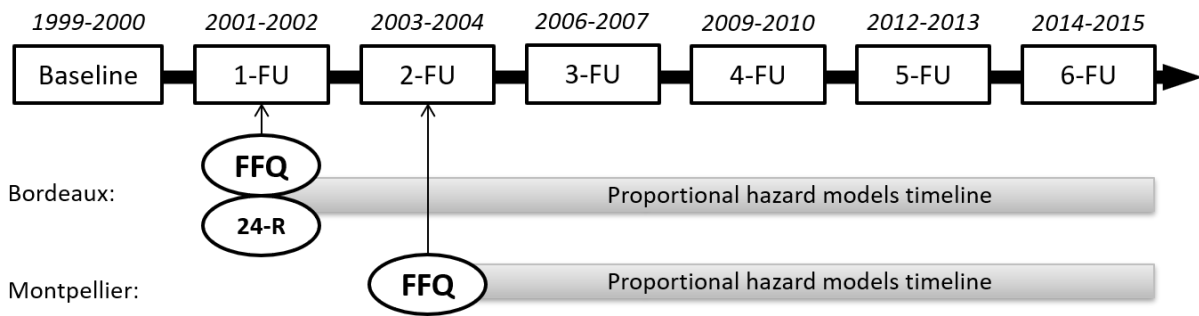 1999-2000 2001-2002 2003-2004 2006-2007 2009-2010 2012-2013 2014-2015
Baseline 1-FU 2-FU 3-FU 4-FU 5-FU 6-FU
FFQ
Bordeaux: Proportional hazard models timeline
24-R
Montpellier: FFQ Proportional hazard models timeline